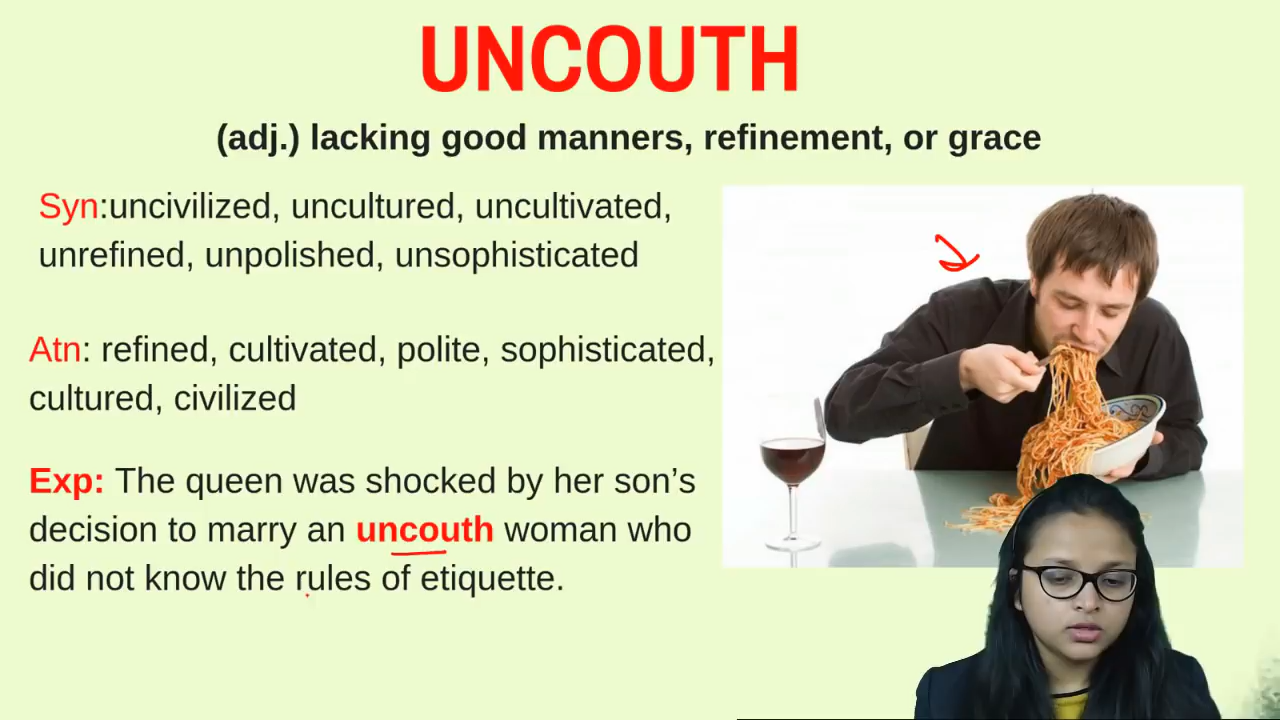 UNCOUTH
(adj.) lacking good manners, refinement, or grace
Syn:uncivilized, uncultured, uncultivated,
unrefined, unpolished, unsophisticated
Atn: refined, cultivated, polite, sophisticated,
cultured, civilized
Exp: The queen was shocked by her son’s
decision to marry an uncouth woman who
did not know the rules of etiquette.